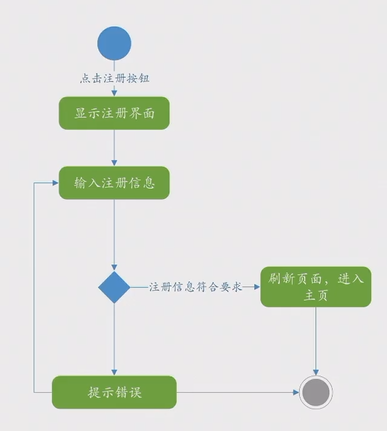 点击注册按钮
显示注册界面
输入注册信息
注册信息符合要求
刷新页面，进入
主页
提示错误